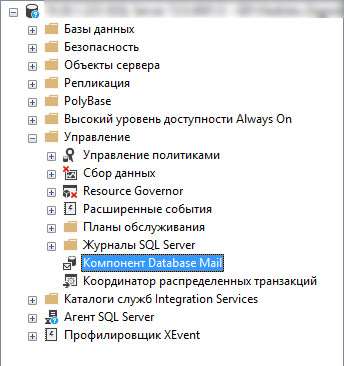 Базы данных
Безопасность
Объекты сервера
Репликация
PolyBase
Высокий уровень доступности Always On
Управление
Управление политиками
Сбор данных
Resource Governor
Расширенные события
Планы обслуживания
Журналы SQL Server
Компонент Database Mail
Координатор распределенных транзакций
Каталоги служб Integration Services
Агент SQL Server
Профилировщик XEvent